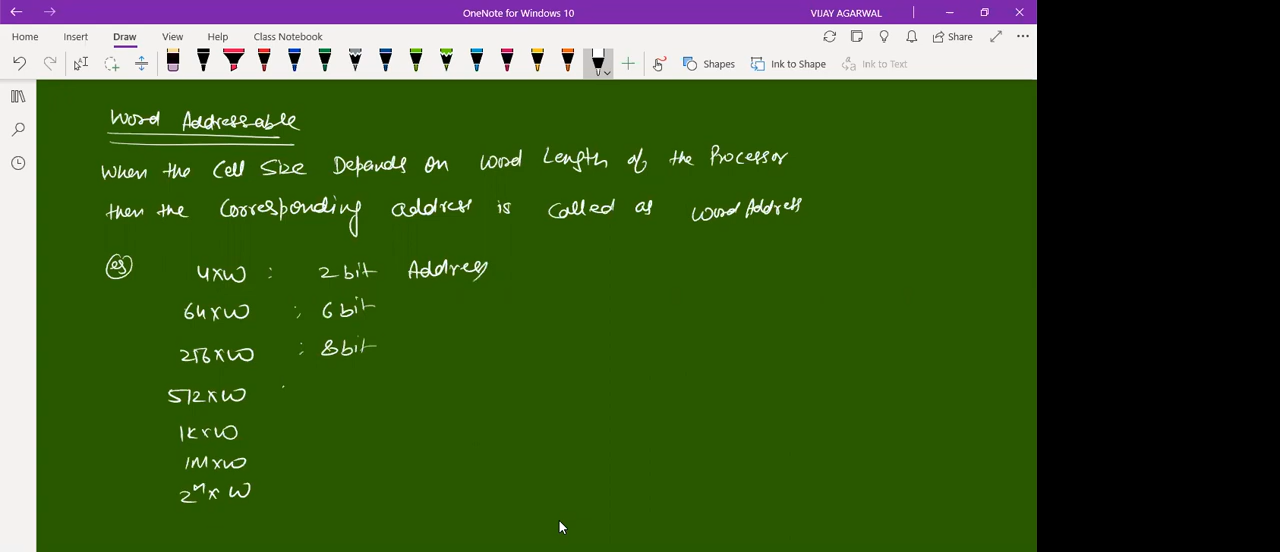 OneNote for Windows 10
VIJAY AGARWAL
Home Insert Draw View Help Class Notebook Share
Shapes Ink to Shape Ink to Text
Word Addressable
When the Cell Size Depends on Word Length of the Processor
then the Corresponding address is Called as Word Address
eg 4xW : 2 bit Address
64xW : 6 bit
256xW : 8 bit
512xW :
1KxW
1MxW
2ⁿxW